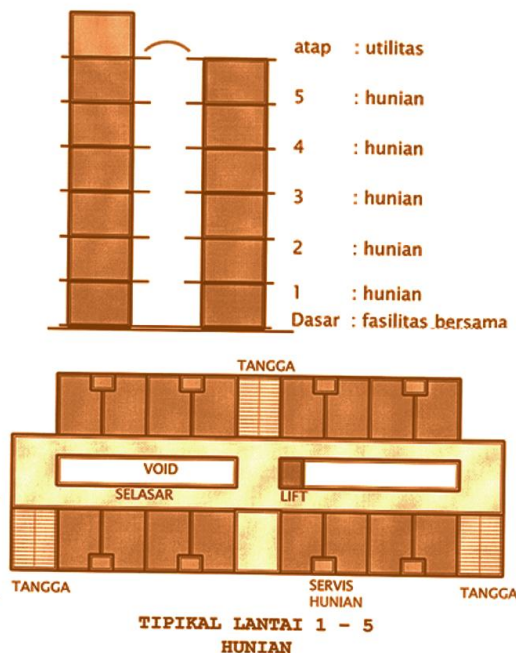 atap : utilitas
5 : hunian
4 : hunian
3 : hunian
2 : hunian
1 : hunian
Dasar : fasilitas bersama
TANGGA
VOID
SELASAR
LIFT
TANGGA
SERVIS
HUNIAN
TANGGA
TIPIKAL LANTAI 1 - 5
HUNIAN